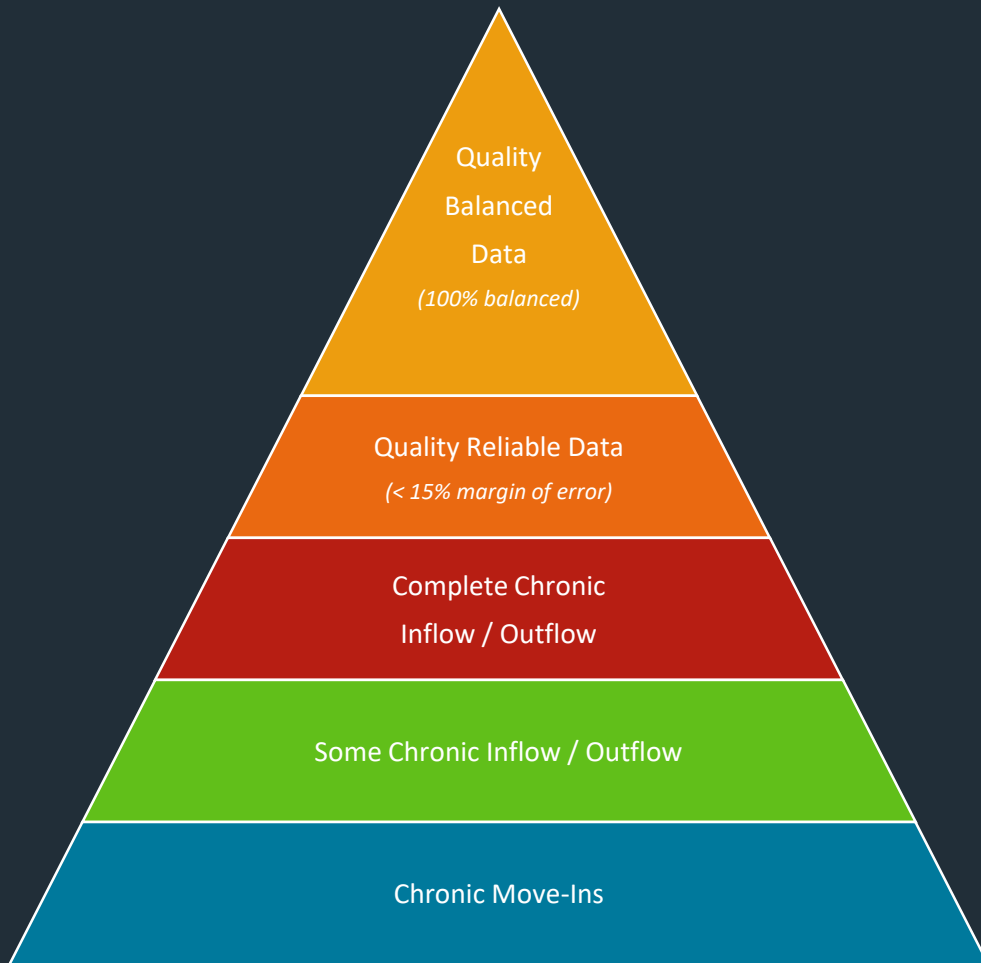 Quality
Balanced
Data
(100% balanced)
Quality Reliable Data
(< 15% margin of error)
Complete Chronic
Inflow / Outflow
Some Chronic Inflow / Outflow
Chronic Move-Ins